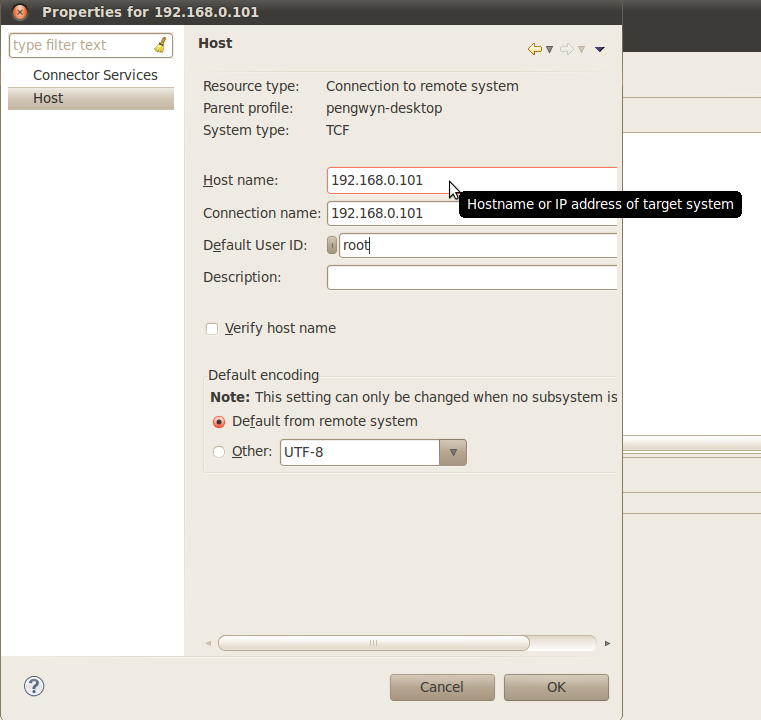 Properties for 192.168.0.101
type filter text
Connector Services
Host
Host
Resource type: Connection to remote system
Parent profile: pengwyn-desktop
System type: TCF
Host name: 192.168.0.101
Hostname or IP address of target system
Connection name: 192.168.0.101
Default User ID: root
Description:
Verify host name
Default encoding
Note: This setting can only be changed when no subsystem is
Default from remote system
Other: UTF-8
? Cancel OK